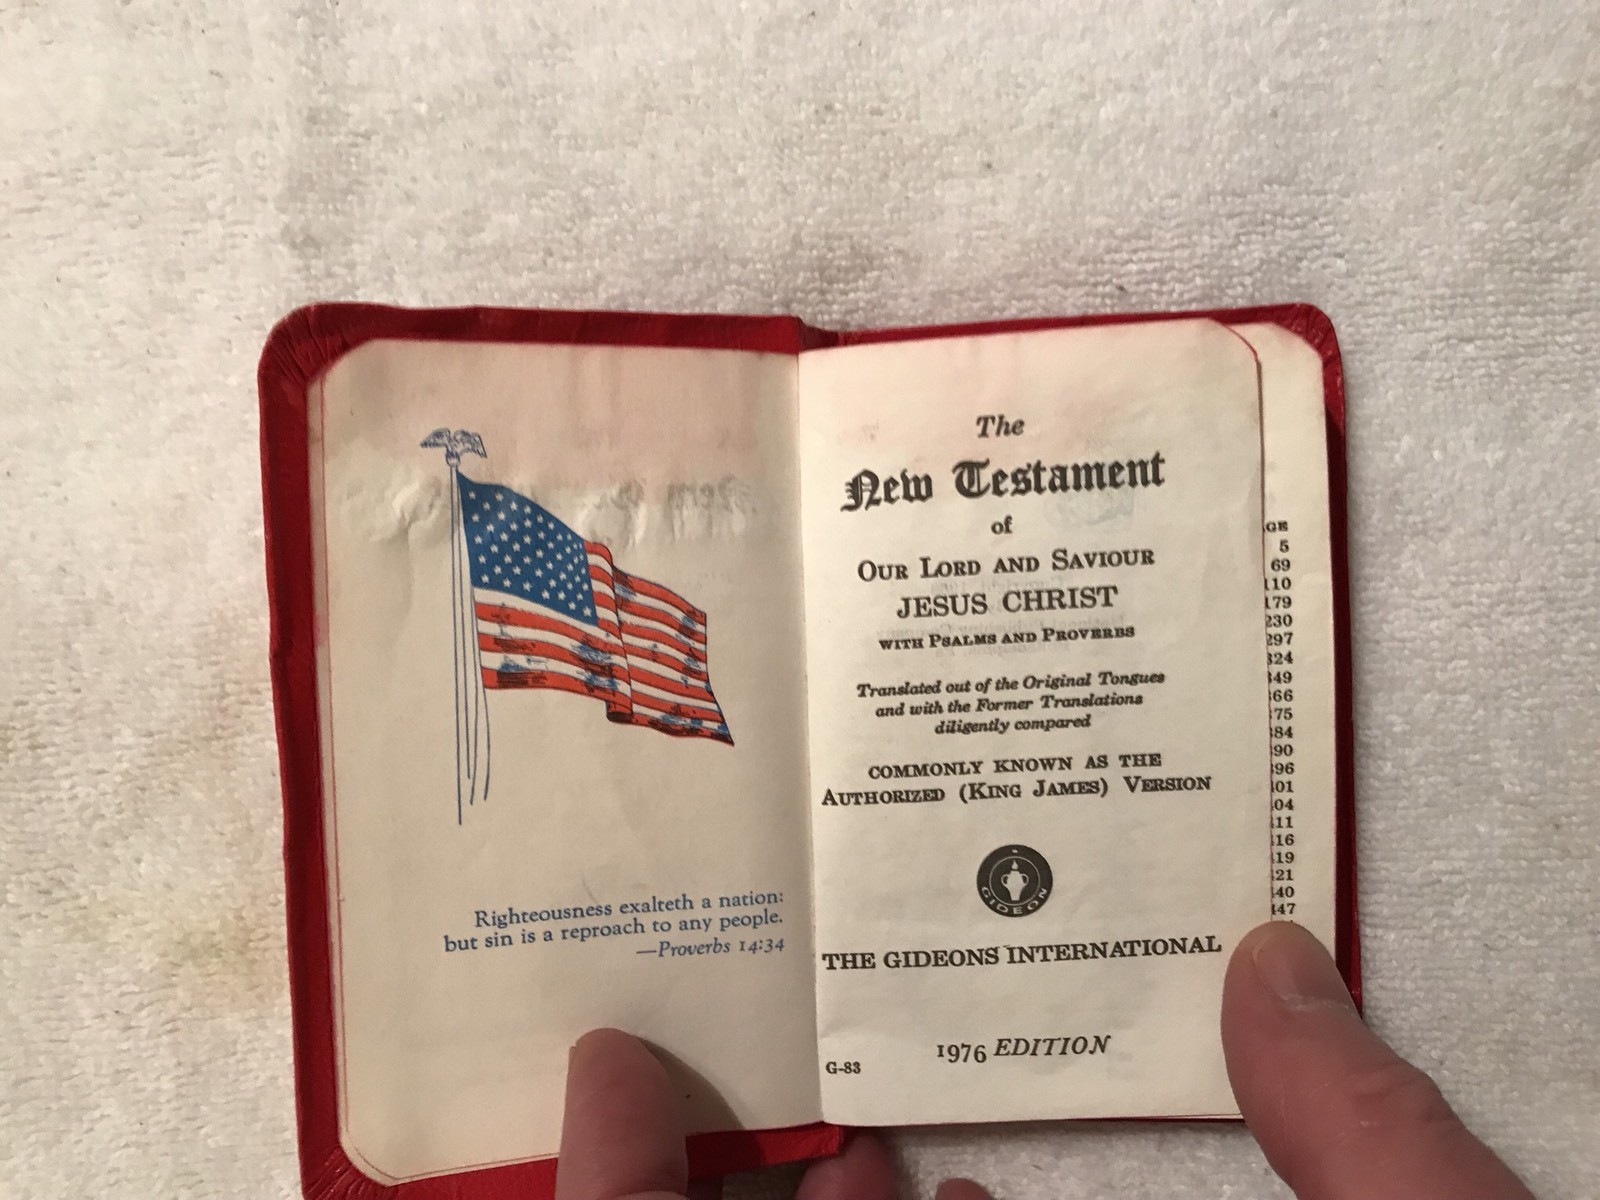 Righteousness exalteth a nation:
but sin is a reproach to any people.
—Proverbs 14:34
The
New Testament
of
OUR LORD AND SAVIOUR
JESUS CHRIST
WITH PSALMS AND PROVERBS
Translated out of the Original Tongues
and with the Former Translations
diligently compared
COMMONLY KNOWN AS THE
AUTHORIZED (KING JAMES) VERSION
GIDEON
THE GIDEONS INTERNATIONAL
1976 EDITION
G-83
5
69
110
179
230
297